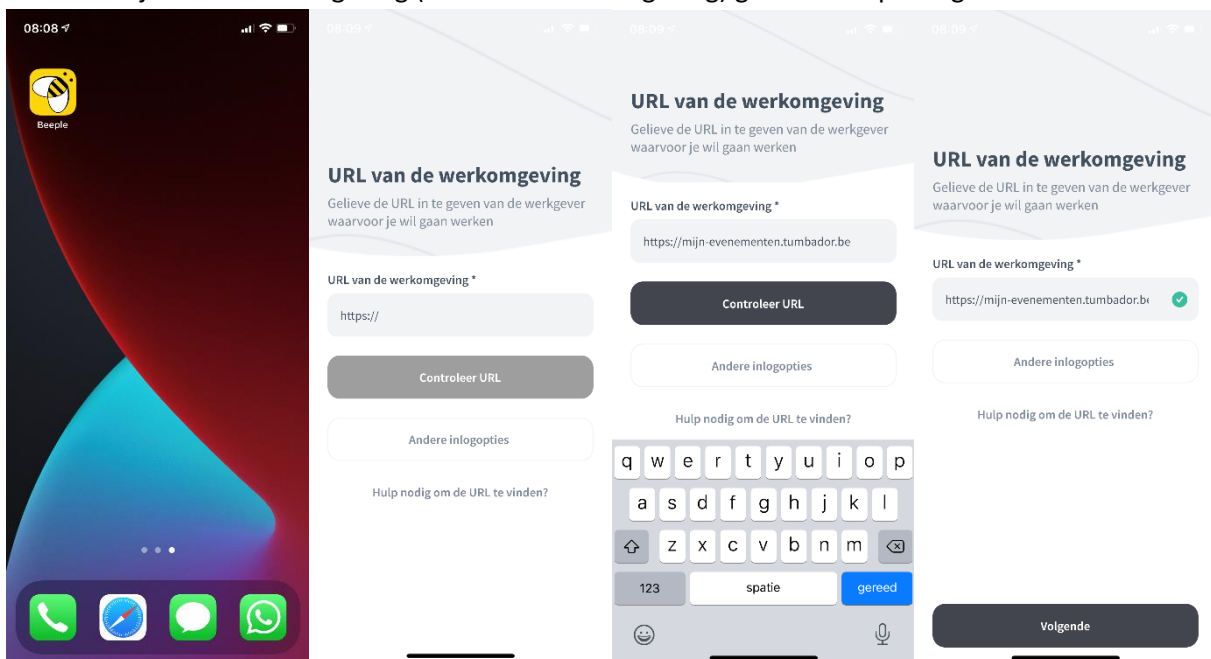 08:08
Beeple
08:09
URL van de werkomgeving
Gelieve de URL in te geven van de werkgever
waarvoor je wil gaan werken
URL van de werkomgeving *
https://
Controleer URL
Andere inlogopties
Hulp nodig om de URL te vinden?
08:09
URL van de werkomgeving
Gelieve de URL in te geven van de werkgever
waarvoor je wil gaan werken
URL van de werkomgeving *
https://mijn-evenementen.tumbador.be
Controleer URL
Andere inlogopties
Hulp nodig om de URL te vinden?
q w e r t y u i o p
a s d f g h j k l
z x c v b n m
123 spatie gereed
08:09
URL van de werkomgeving
Gelieve de URL in te geven van de werkgever
waarvoor je wil gaan werken
URL van de werkomgeving *
https://mijn-evenementen.tumbador.be
Andere inlogopties
Hulp nodig om de URL te vinden?
Volgende